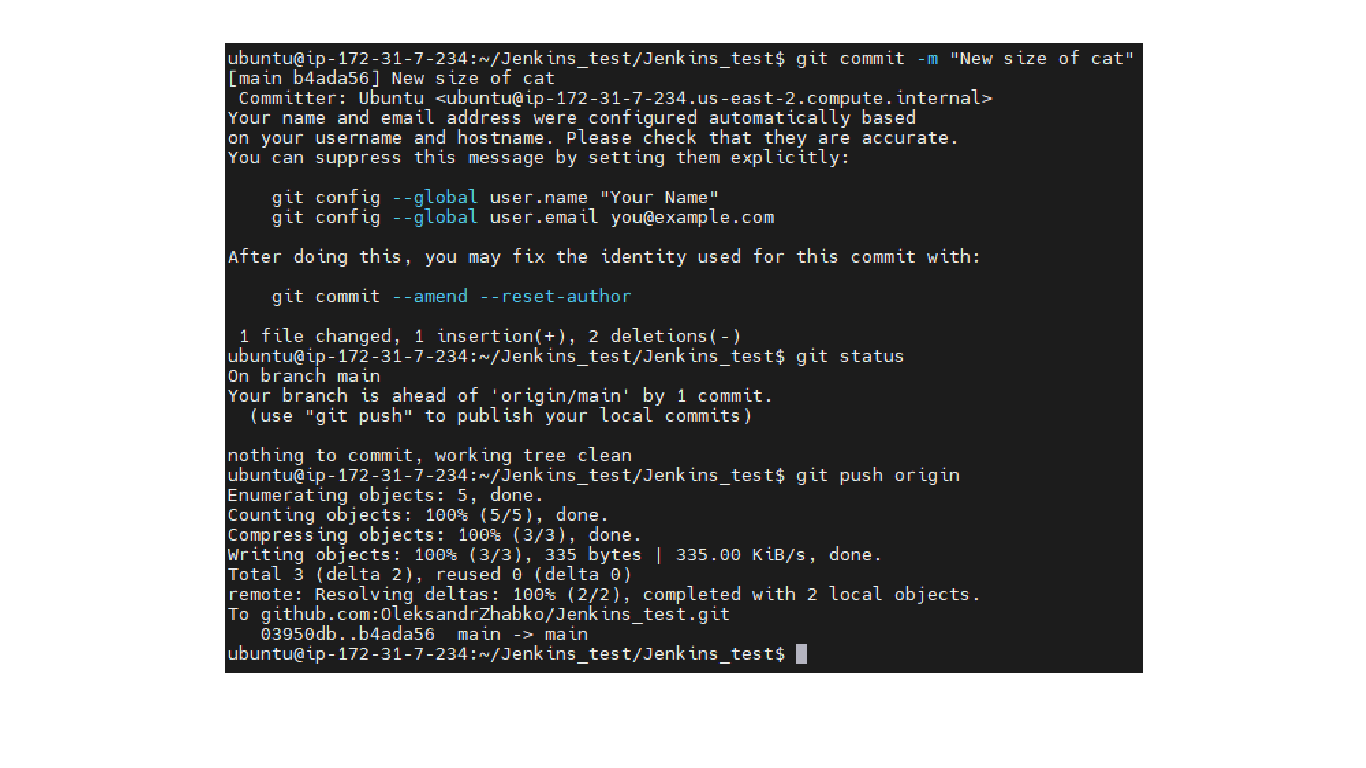 ubuntu@ip-172-31-7-234:~/Jenkins_test/Jenkins_test$ git commit -m "New size of cat"
[main b4ada56] New size of cat
 Committer: Ubuntu <ubuntu@ip-172-31-7-234.us-east-2.compute.internal>
Your name and email address were configured automatically based
on your username and hostname. Please check that they are accurate.
You can suppress this message by setting them explicitly:

    git config --global user.name "Your Name"
    git config --global user.email you@example.com

After doing this, you may fix the identity used for this commit with:

    git commit --amend --reset-author

 1 file changed, 1 insertion(+), 2 deletions(-)
ubuntu@ip-172-31-7-234:~/Jenkins_test/Jenkins_test$ git status
On branch main
Your branch is ahead of 'origin/main' by 1 commit.
  (use "git push" to publish your local commits)

nothing to commit, working tree clean
ubuntu@ip-172-31-7-234:~/Jenkins_test/Jenkins_test$ git push origin
Enumerating objects: 5, done.
Counting objects: 100% (5/5), done.
Compressing objects: 100% (3/3), done.
Writing objects: 100% (3/3), 335 bytes | 335.00 KiB/s, done.
Total 3 (delta 2), reused 0 (delta 0)
remote: Resolving deltas: 100% (2/2), completed with 2 local objects.
To github.com:OleksandrZhabko/Jenkins_test.git
   03950db..b4ada56  main -> main
ubuntu@ip-172-31-7-234:~/Jenkins_test/Jenkins_test$